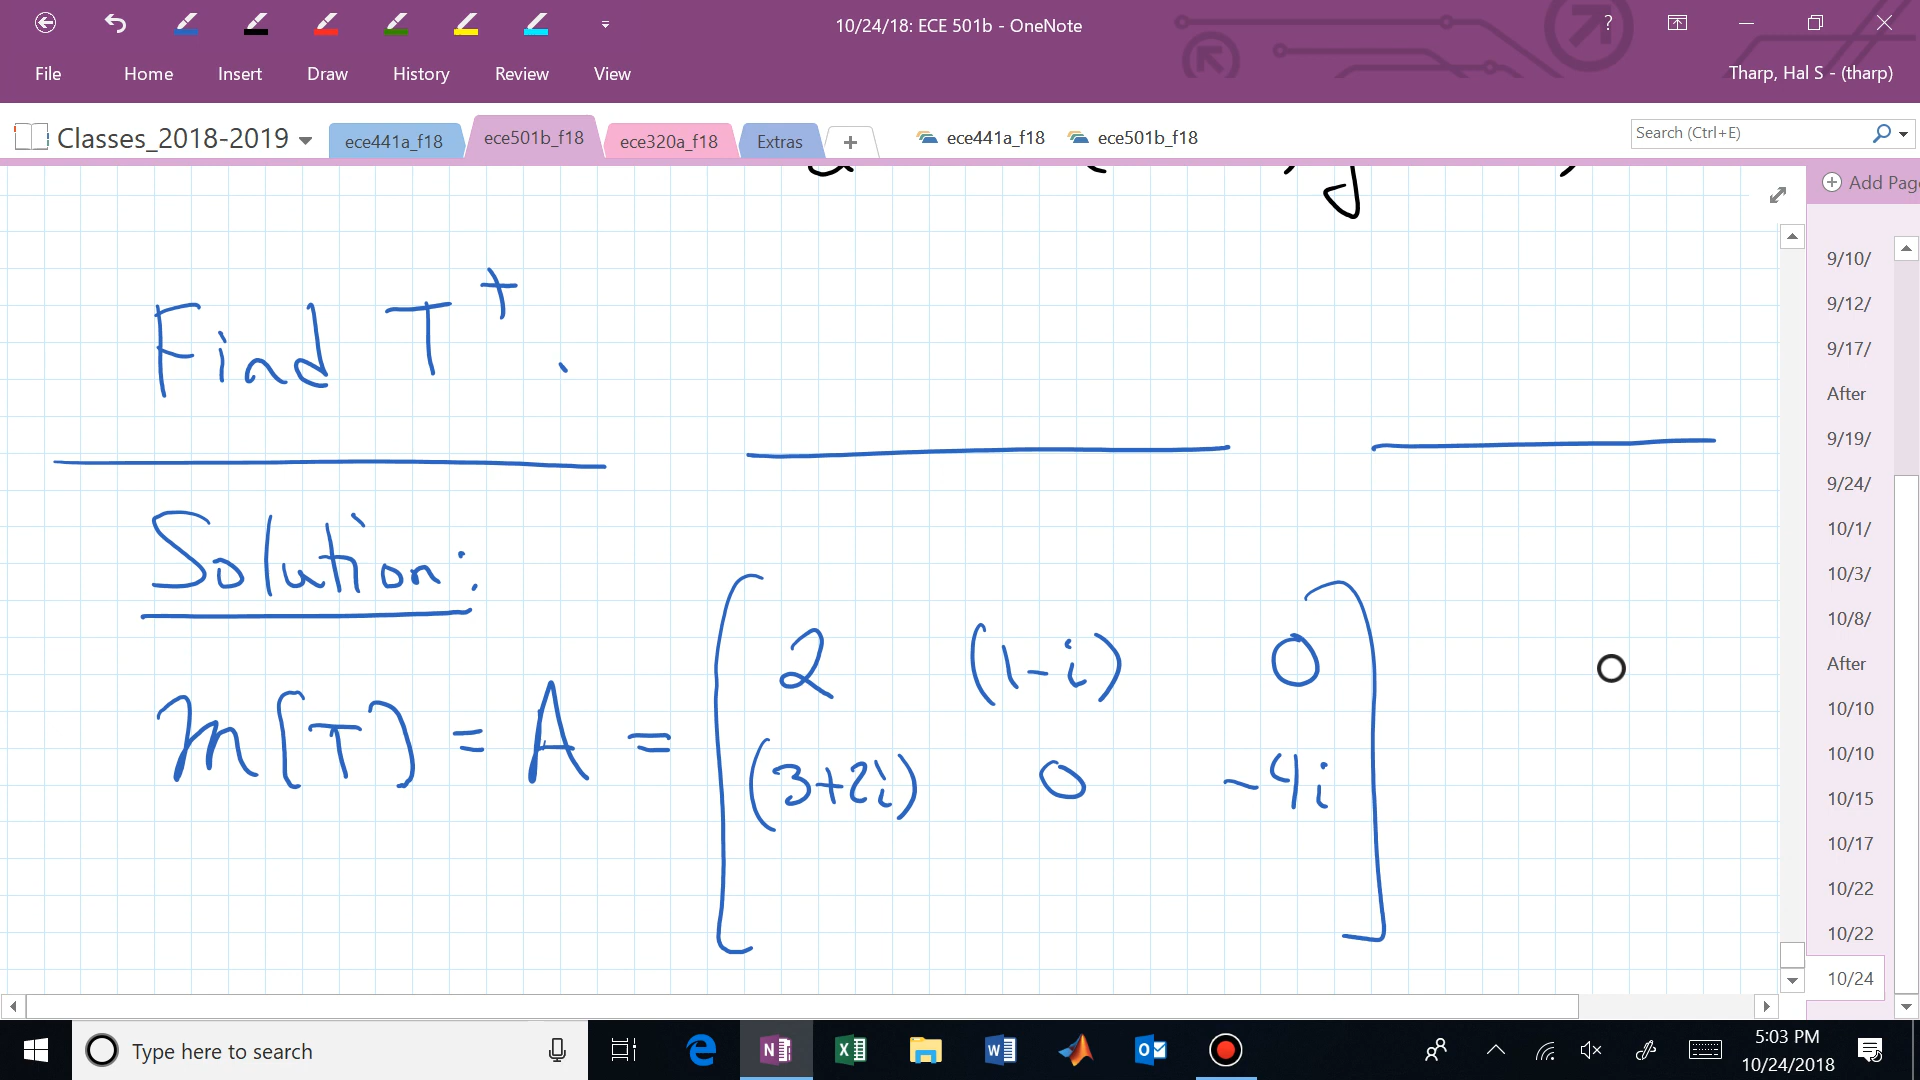 10/24/18: ECE 501b - OneNote
?
File Home Insert Draw History Review View
Tharp, Hal S - (tharp)
Classes_2018-2019
ece441a_f18 ece501b_f18 ece320a_f18 Extras
ece441a_f18 ece501b_f18
Search (Ctrl+E)
Add Pag
9/10/
9/12/
9/17/
After
9/19/
9/24/
10/1/
10/3/
10/8/
After
10/10
10/10
10/15
10/17
10/22
10/22
10/24
Find T⁺.
Solution:
m(T) = A =
2 (1-i) 0
(3+2i) 0 -4i
Type here to search
5:03 PM
10/24/2018